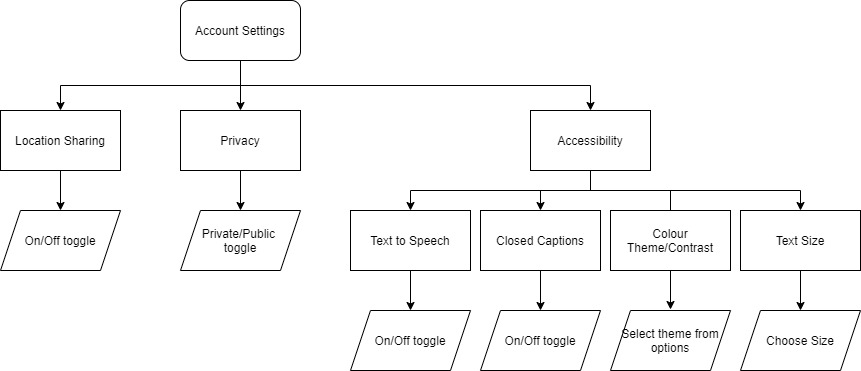 Account Settings
Location Sharing
Privacy
Accessibility
On/Off toggle
Private/Public
toggle
Text to Speech
Closed Captions
Colour
Theme/Contrast
Text Size
On/Off toggle
On/Off toggle
Select theme from
options
Choose Size